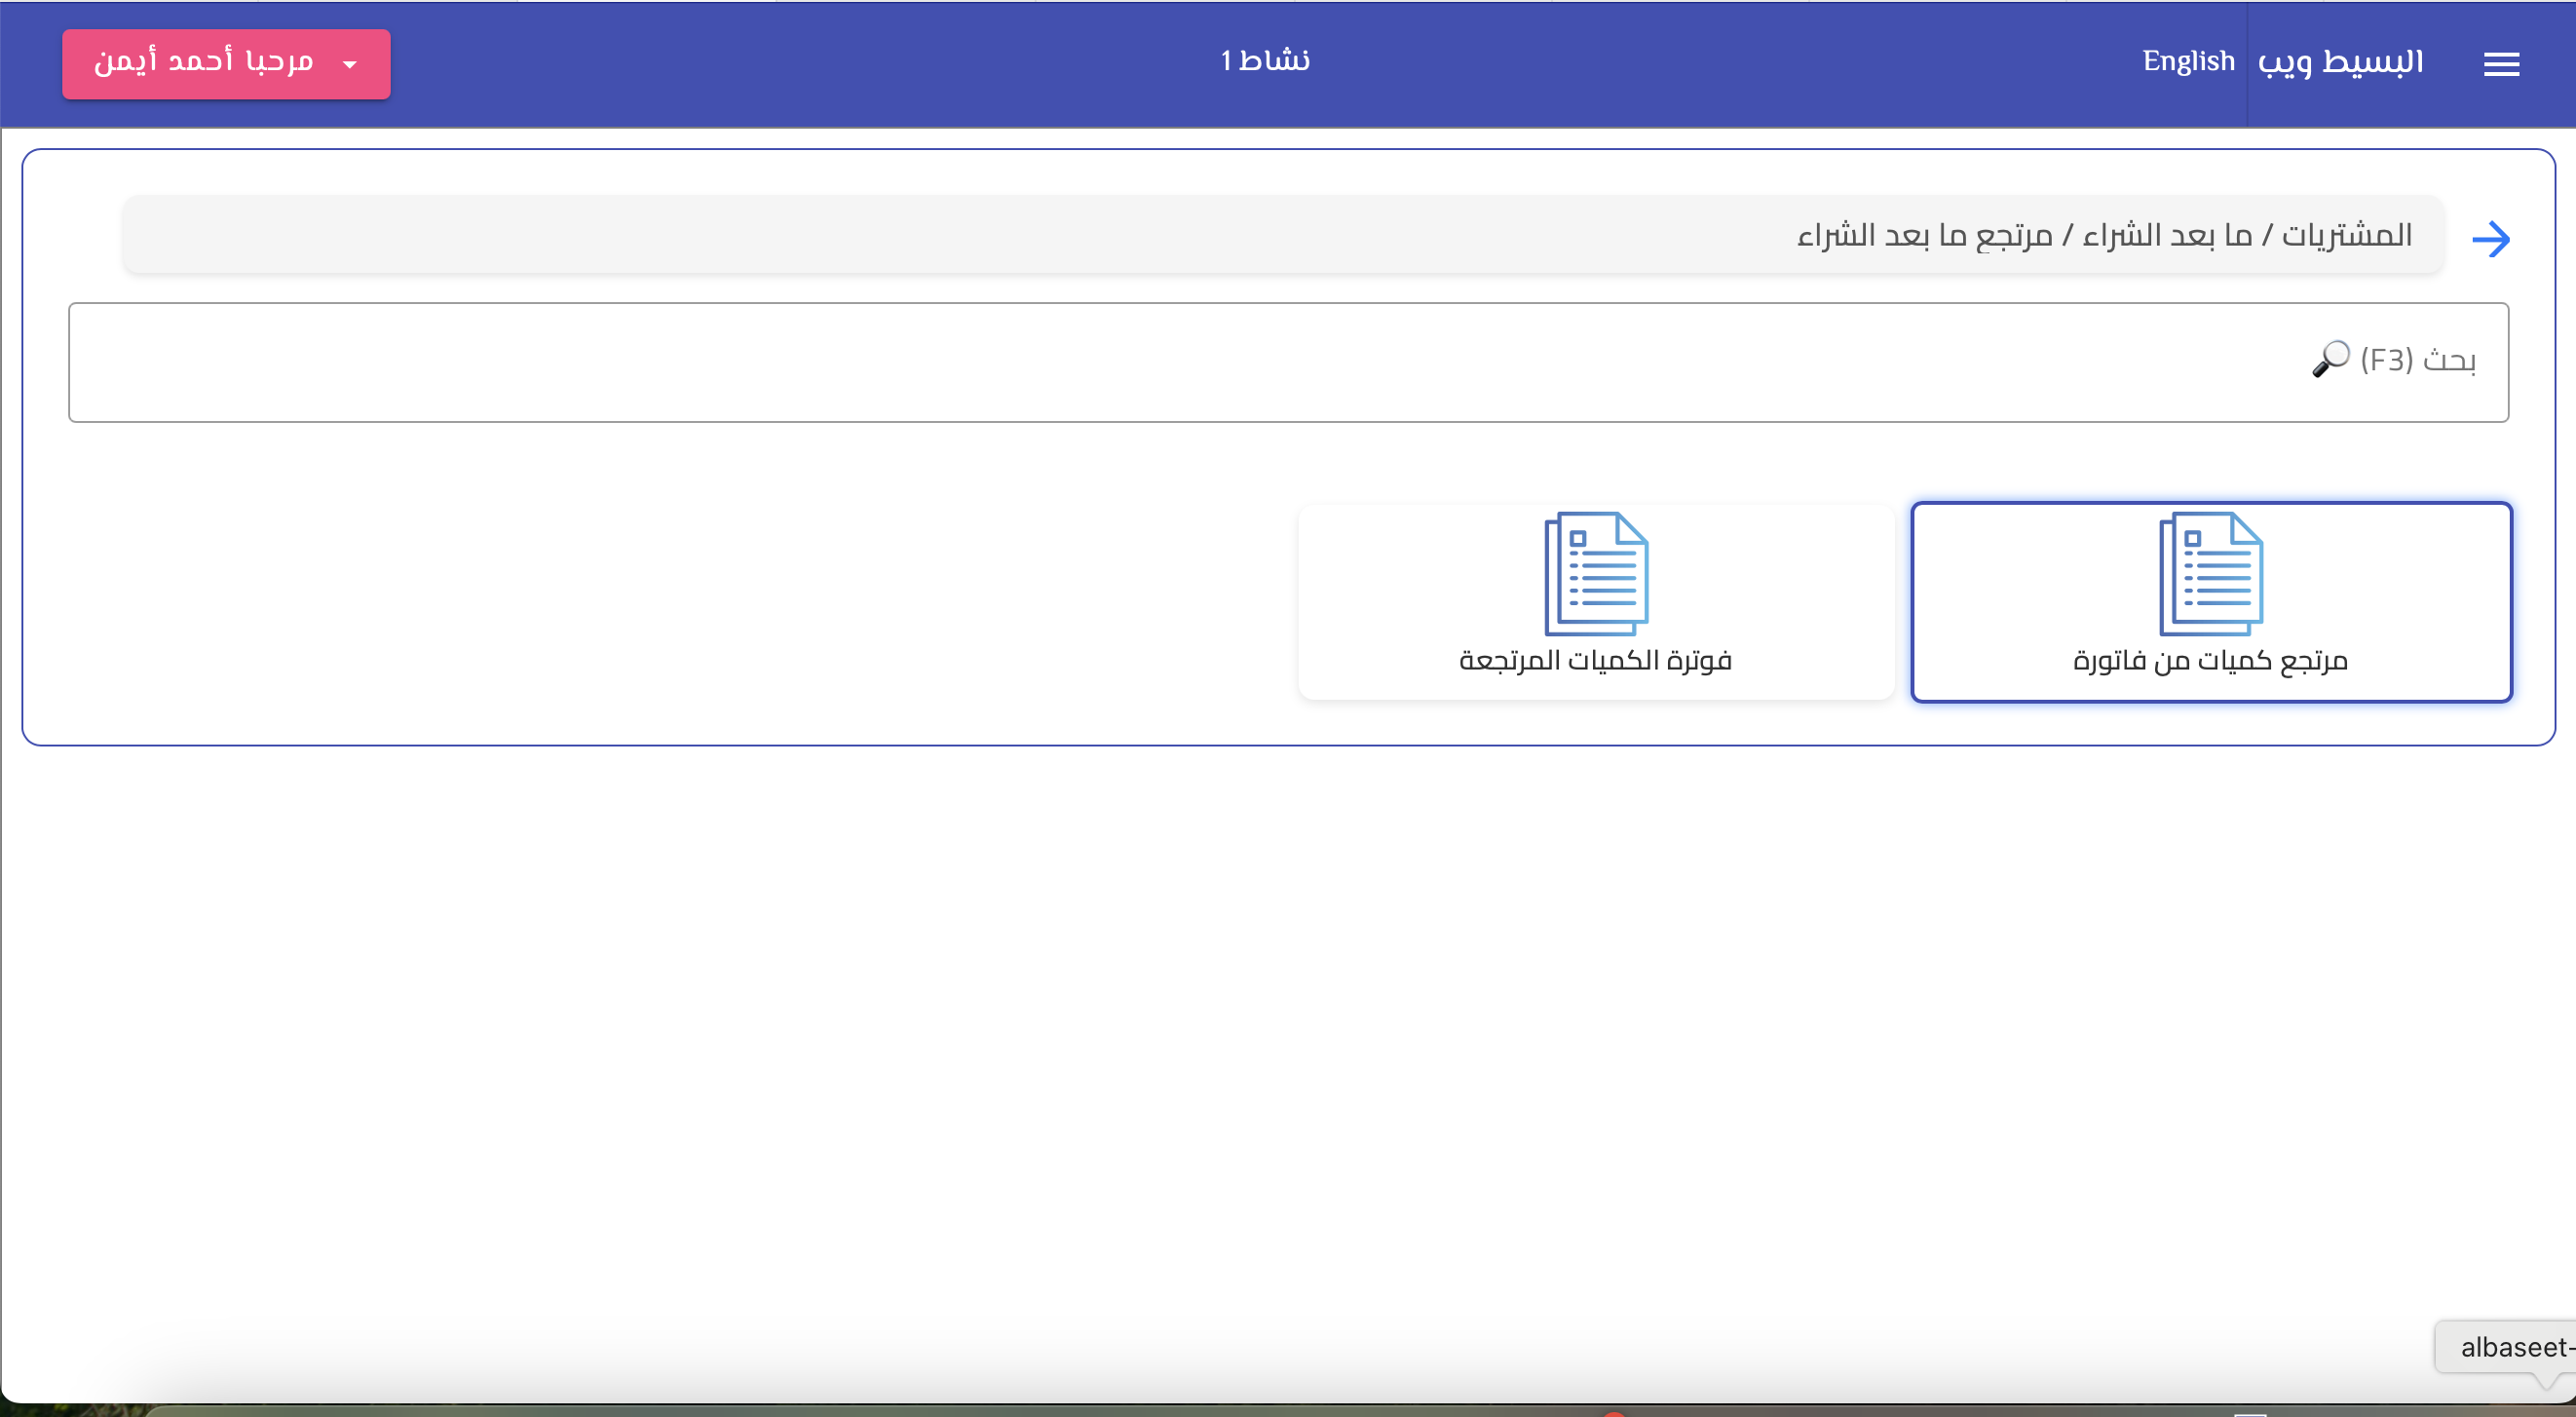 البسيط ويب
English
نشاط 1
مرحبا أحمد أيمن
المشتريات / ما بعد الشراء / مرتجع ما بعد الشراء
بحث (F3) 🔎
مرتجع كميات من فاتورة
فوترة الكميات المرتجعة
albaseet-